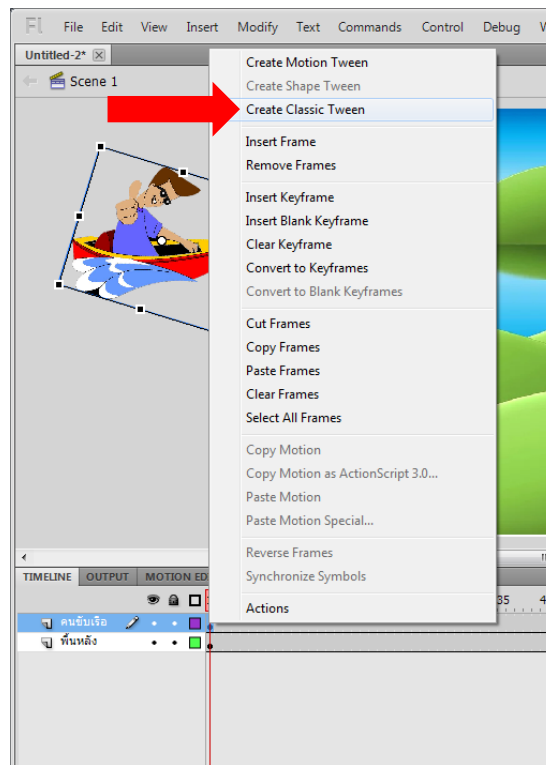 Fl File Edit View Insert Modify Text Commands Control Debug
Untitled-2*
Scene 1
Create Motion Tween
Create Shape Tween
Create Classic Tween
Insert Frame
Remove Frames
Insert Keyframe
Insert Blank Keyframe
Clear Keyframe
Convert to Keyframes
Convert to Blank Keyframes
Cut Frames
Copy Frames
Paste Frames
Clear Frames
Select All Frames
Copy Motion
Copy Motion as ActionScript 3.0...
Paste Motion
Paste Motion Special...
Reverse Frames
Synchronize Symbols
Actions
TIMELINE OUTPUT MOTION ED
35 4
คนขับเรือ
พื้นหลัง